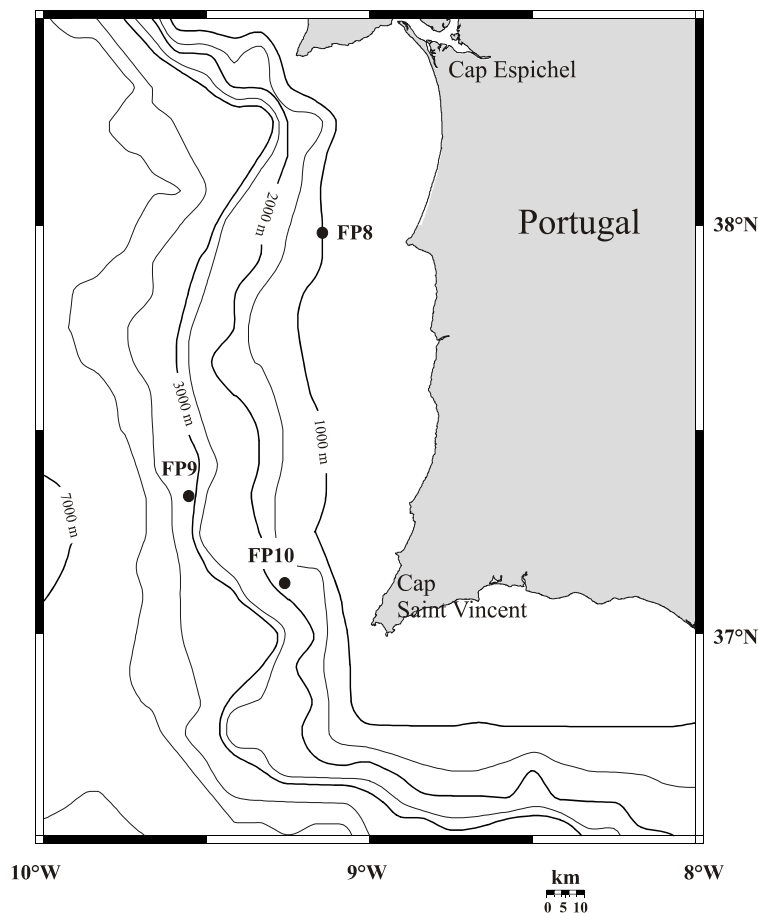 Cap Espichel
2000 m
Portugal
38°N
FP8
3000 m
1000 m
FP9
7000 m
FP10
Cap
Saint Vincent
37°N
10°W
9°W
8°W
km
0 5 10